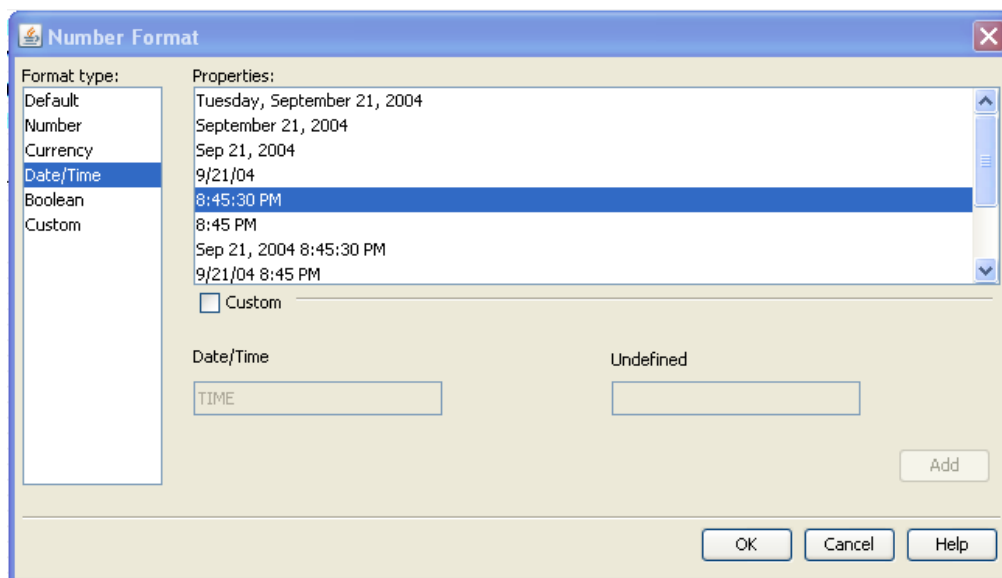 Number Format
Format type:
Default
Number
Currency
Date/Time
Boolean
Custom
Properties:
Tuesday, September 21, 2004
September 21, 2004
Sep 21, 2004
9/21/04
8:45:30 PM
8:45 PM
Sep 21, 2004 8:45:30 PM
9/21/04 8:45 PM
Custom
Date/Time
Undefined
TIME
Add
OK
Cancel
Help